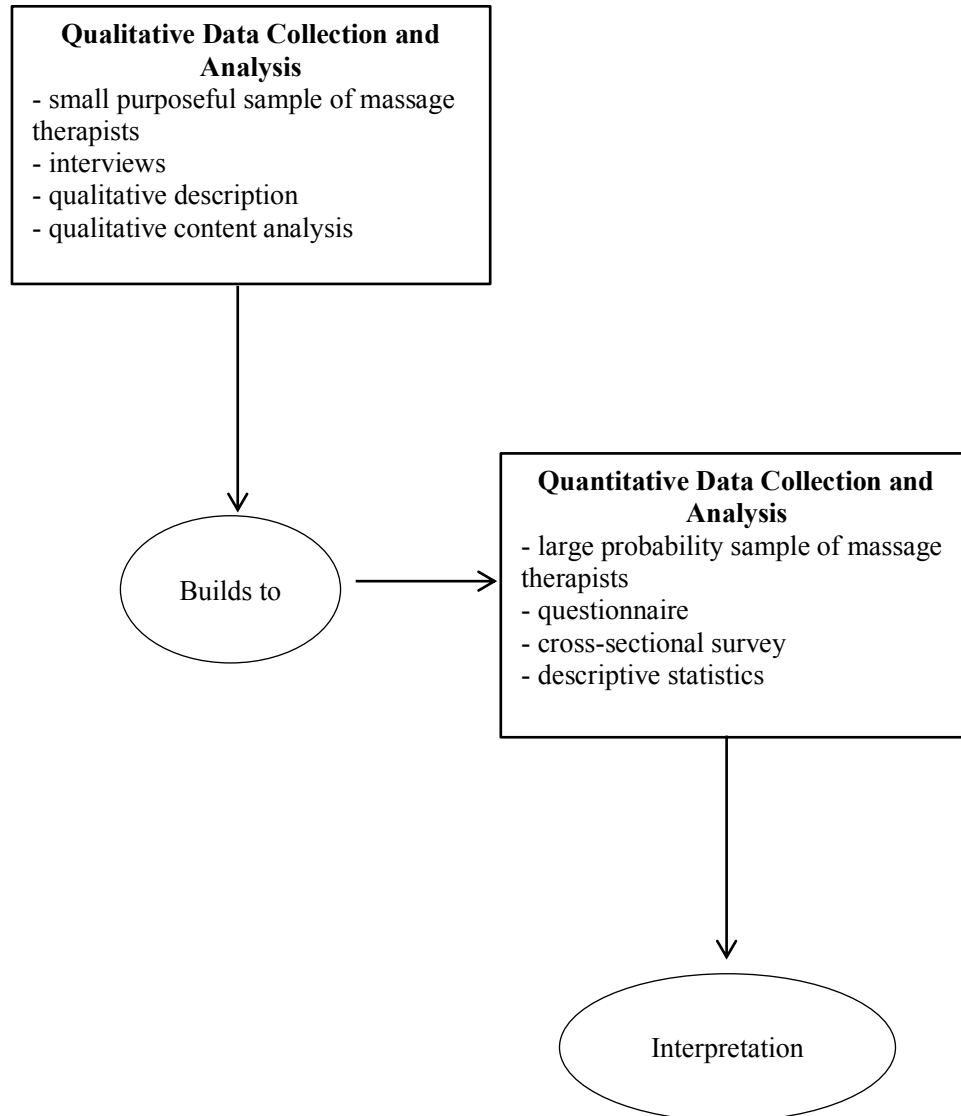 Qualitative Data Collection and
Analysis
- small purposeful sample of massage
therapists
- interviews
- qualitative description
- qualitative content analysis
Builds to
Quantitative Data Collection and
Analysis
- large probability sample of massage
therapists
- questionnaire
- cross-sectional survey
- descriptive statistics
Interpretation